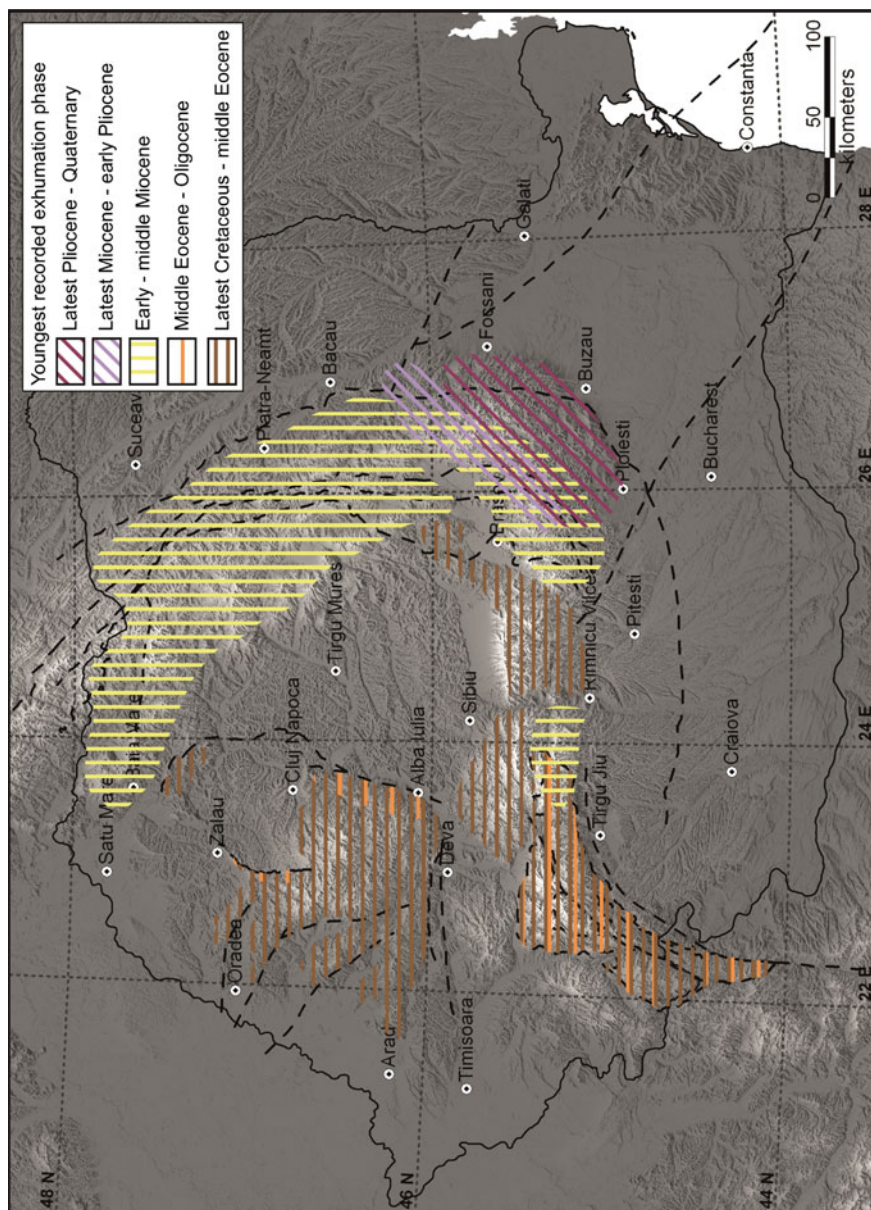 Youngest recorded exhumation phase
Latest Pliocene - Quaternary
Latest Miocene - early Pliocene
Early - middle Miocene
Middle Eocene - Oligocene
Latest Cretaceous - middle Eocene
48 N
46 N
44 N
22 E
24 E
26 E
28 E
Satu Mare
Suceav
Zalau
Oradea
Cluj Napoca
Piatra-Neamt
Bacau
Tirgu Mures
Arad
Alba Iulia
Deva
Timisoara
Sibiu
Fossani
Galati
Rimnicu Vilcea
Tirgu Jiu
Buzau
Ploiesti
Pitesti
Craiova
Bucharest
Constanta
0 50 100
kilometers